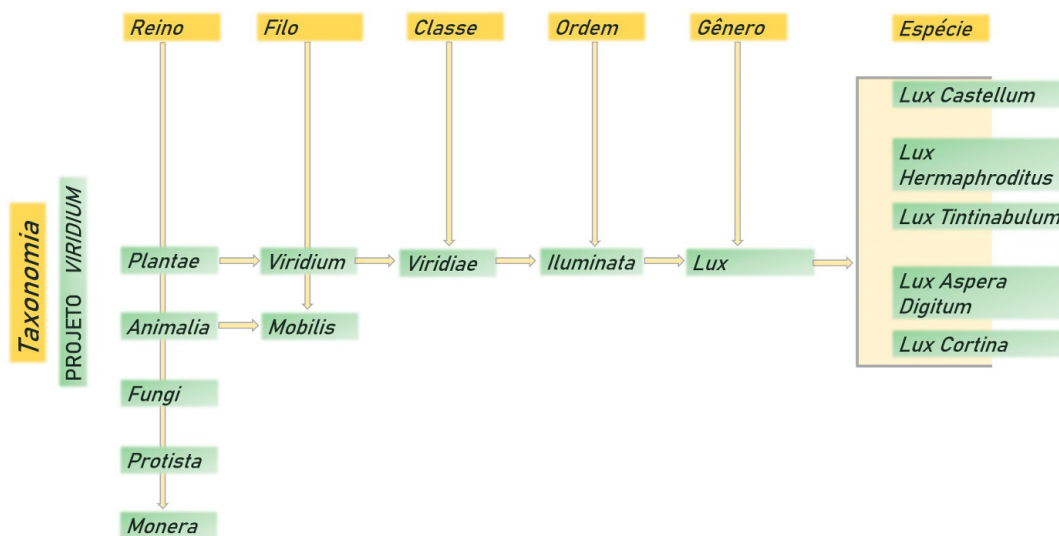 Reino
Filo
Classe
Ordem
Gênero
Espécie
Taxonomia
PROJETO VIRIDIUM
Plantae
Viridium
Viridiae
Iluminata
Lux
Lux Castellum
Lux
Hermaphroditus
Lux Tintinabulum
Lux Aspera
Digitum
Lux Cortina
Animalia
Mobilis
Fungi
Protista
Monera